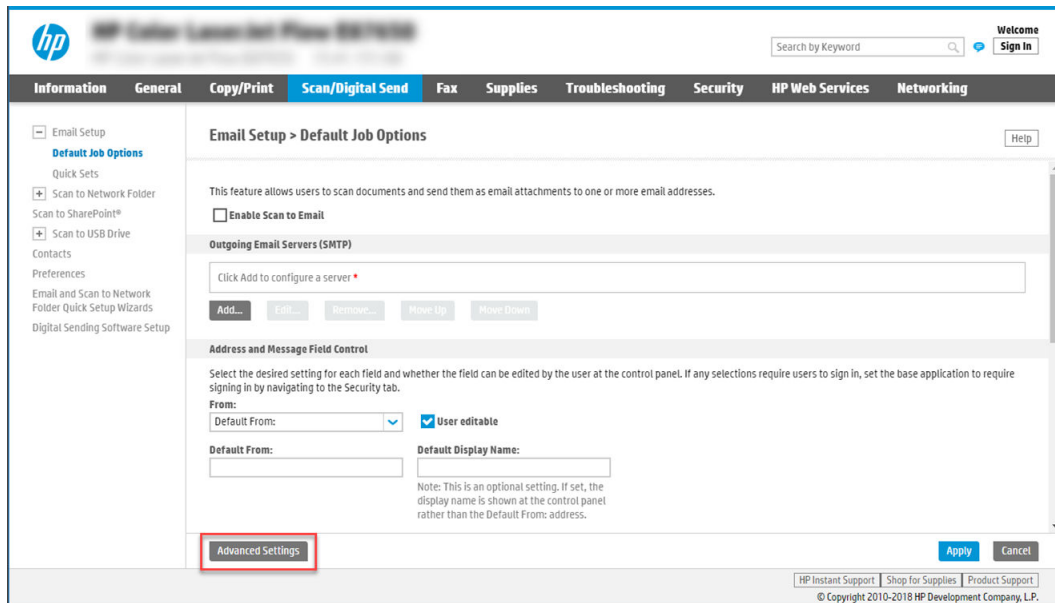 hp
Welcome
Search by Keyword
Sign In
Information General Copy/Print Scan/Digital Send Fax Supplies Troubleshooting Security HP Web Services Networking
Email Setup
Default Job Options
Quick Sets
Scan to Network Folder
Scan to SharePoint®
Scan to USB Drive
Contacts
Preferences
Email and Scan to Network
Folder Quick Setup Wizards
Digital Sending Software Setup
Email Setup > Default Job Options
Help
This feature allows users to scan documents and send them as email attachments to one or more email addresses.
Enable Scan to Email
Outgoing Email Servers (SMTP)
Click Add to configure a server *
Add... Edit... Remove... Move Up Move Down
Address and Message Field Control
Select the desired setting for each field and whether the field can be edited by the user at the control panel. If any selections require users to sign in, set the base application to require
signing in by navigating to the Security tab.
From:
Default From: User editable
Default From: Default Display Name:
Note: This is an optional setting. If set, the
display name is shown at the control panel
rather than the Default From: address.
Advanced Settings Apply Cancel
HP Instant Support Shop for Supplies Product Support
© Copyright 2010-2018 HP Development Company, L.P.